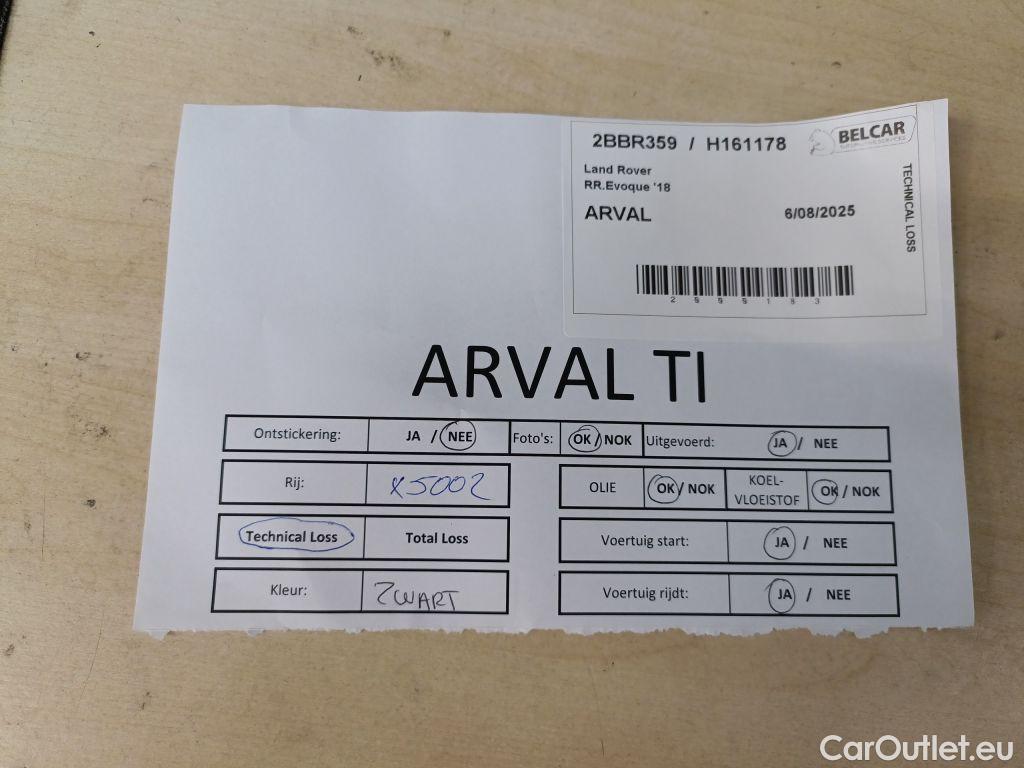 2BBR359 / H161178
BELCAR
Land Rover
RR.Evoque '18
ARVAL 6/08/2025
TECHNICAL LOSS
ARVAL TI
Ontstickering: JA / NEE Foto's: OK/NOK Uitgevoerd: JA / NEE
Rij: x5002 OLIE OK/ NOK KOEL-VLOEISTOF OK / NOK
Technical Loss Total Loss Voertuig start: JA / NEE
Kleur: ZWART Voertuig rijdt: JA / NEE
CarOutlet.eu